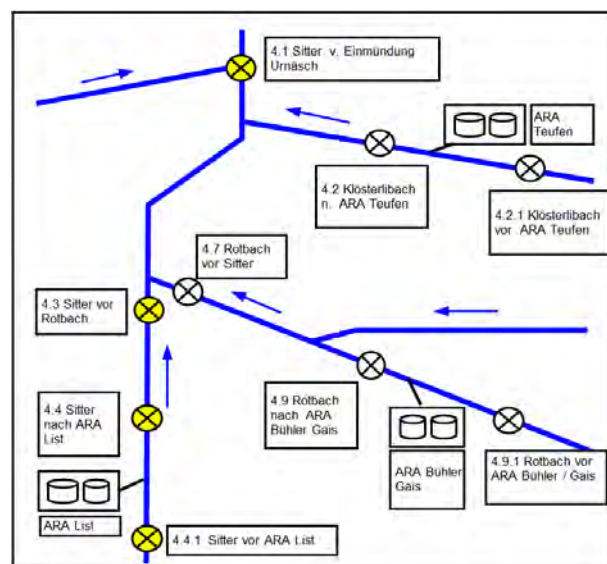 4.1 Sitter v. Einmündung
Urnäsch
ARA
Teufen
4.2 Klösterlibach
n. ARA Teufen
4.2.1 Klösterlibach
vor ARA Teufen
4.7 Rotbach
vor Sitter
4.3 Sitter vor
Rotbach
4.4 Sitter
nach ARA
List
4.9 Rotbach
nach ARA
Bühler Gais
ARA Bühler
Gais
4.9.1 Rotbach vor
ARA Bühler / Gais
ARA List
4.4.1 Sitter vor ARA List